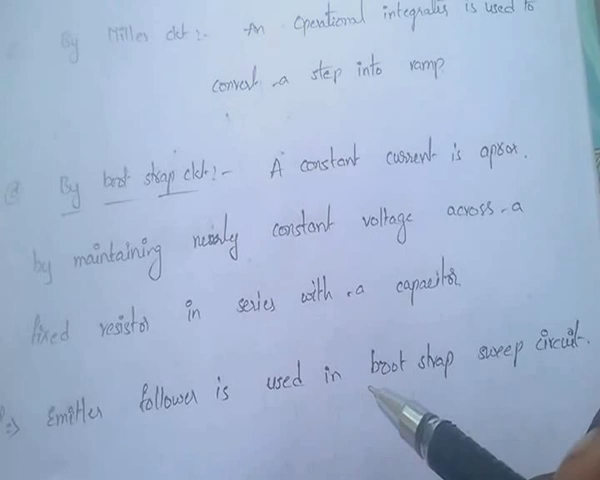 By Miller ckt :- An operational integrator is used to
convert a step into ramp
By boot strap ckt :- A constant current is aprox.
by maintaining nearly constant voltage across a
fixed resistor in series with a capacitor
=> Emitter follower is used in boot strap sweep circuit.